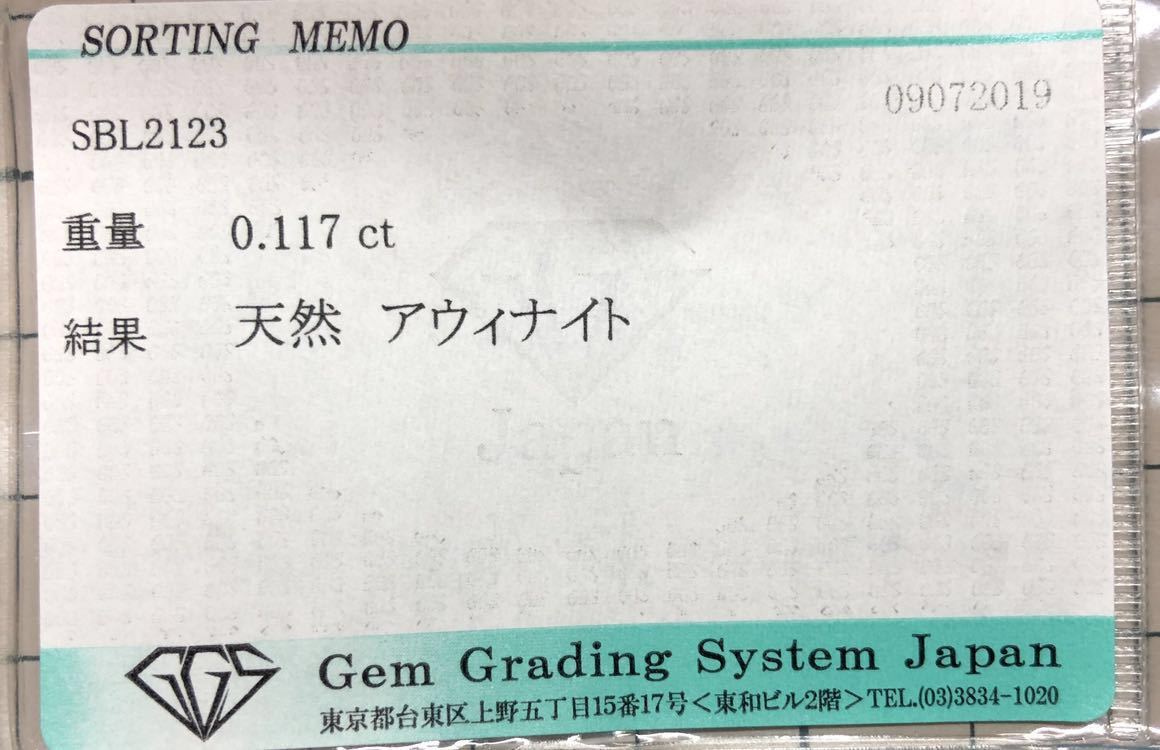 SORTING MEMO
09072019
SBL2123
重量 0.117 ct
結果 天然 アウィナイト
Japan
GGS
Gem Grading System Japan
東京都台東区上野五丁目15番17号＜東和ビル2階＞TEL.(03)3834-1020